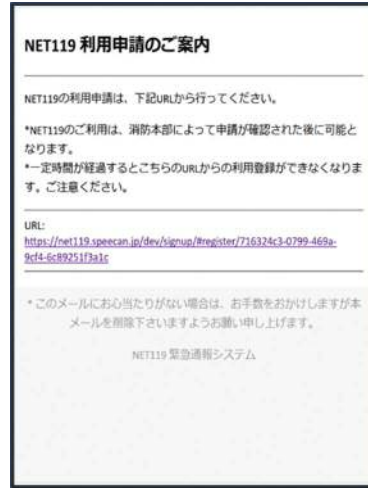 NET119 利用申請のご案内
NET119の利用申請は、下記URLから行ってください。
*NET119のご利用は、消防本部によって申請が確認された後に可能と
なります。
*一定時間が経過するとこちらのURLからの利用登録ができなくなりま
す。ご注意ください。
URL:
https://net119.speecan.jp/dev/signup/#register/716324c3-0799-469a-
9cf4-6c89251f3a1c
* このメールにお心当たりがない場合は、お手数をおかけしますが本
メールを削除下さいますようお願い申し上げます。
NET119 緊急通報システム